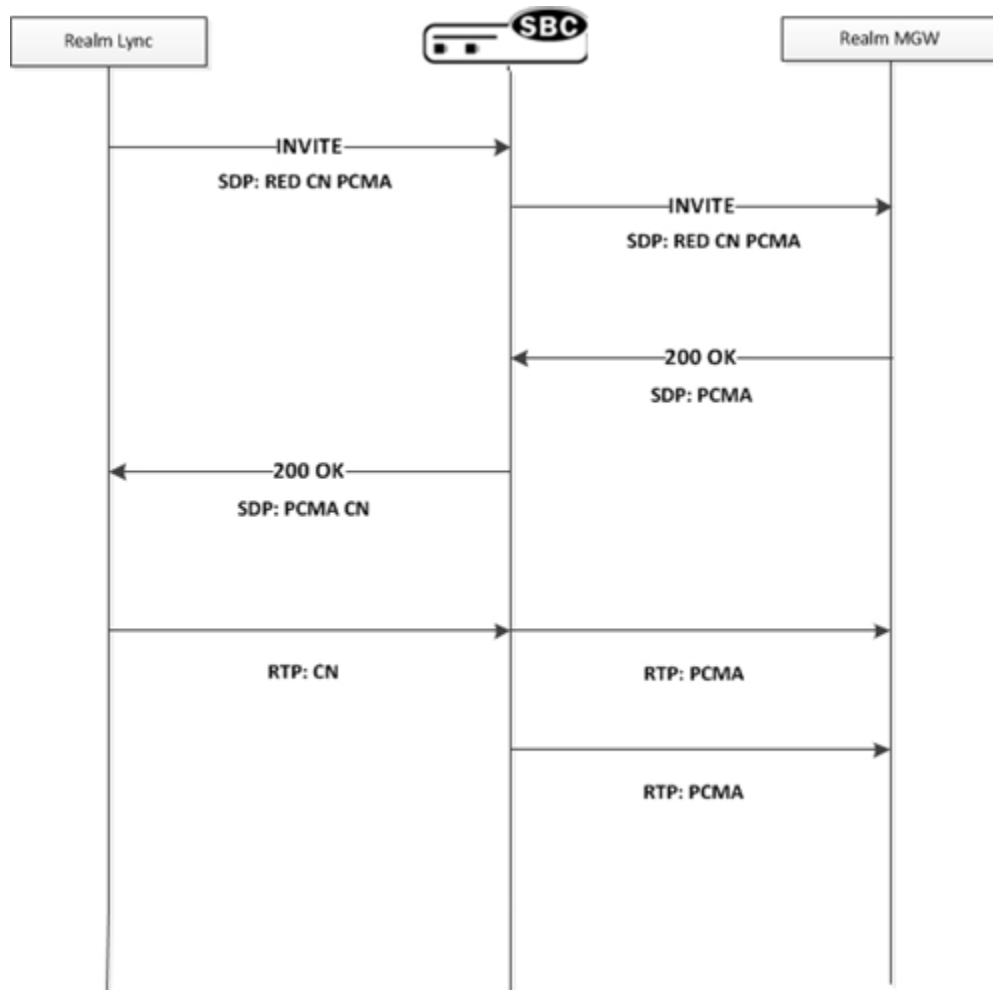 Realm Lync
SBC
Realm MGW
INVITE
SDP: RED CN PCMA
INVITE
SDP: RED CN PCMA
200 OK
SDP: PCMA
200 OK
SDP: PCMA CN
RTP: CN
RTP: PCMA
RTP: PCMA